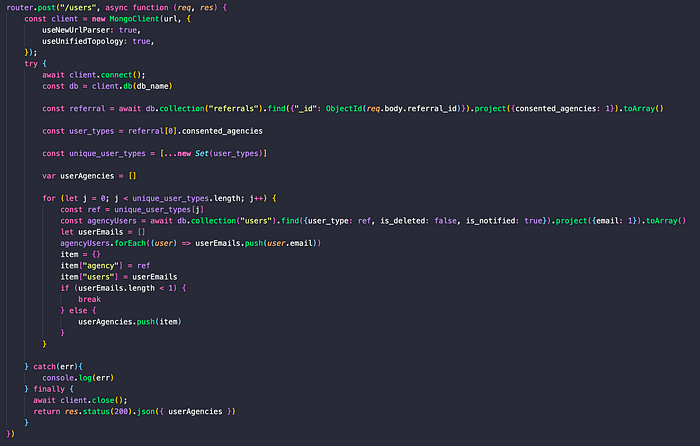 router.post("/users", async function (req, res) {
    const client = new MongoClient(url, {
        useNewUrlParser: true,
        useUnifiedTopology: true,
    });
    try {
        await client.connect();
        const db = client.db(db_name)

        const referral = await db.collection("referrals").find({"_id": ObjectId(req.body.referral_id)}).project({consented_agencies: 1}).toArray()

        const user_types = referral[0].consented_agencies

        const unique_user_types = [...new Set(user_types)]

        var userAgencies = []

        for (let j = 0; j < unique_user_types.length; j++) {
            const ref = unique_user_types[j]
            const agencyUsers = await db.collection("users").find({user_type: ref, is_deleted: false, is_notified: true}).project({email: 1}).toArray()
            let userEmails = []
            agencyUsers.forEach((user) => userEmails.push(user.email))
            item = {}
            item["agency"] = ref
            item["users"] = userEmails
            if (userEmails.length < 1) {
                break
            } else {
                userAgencies.push(item)
            }
        }

    } catch(err){
        console.log(err)
    } finally {
      await client.close();
      return res.status(200).json({ userAgencies })
    }
})